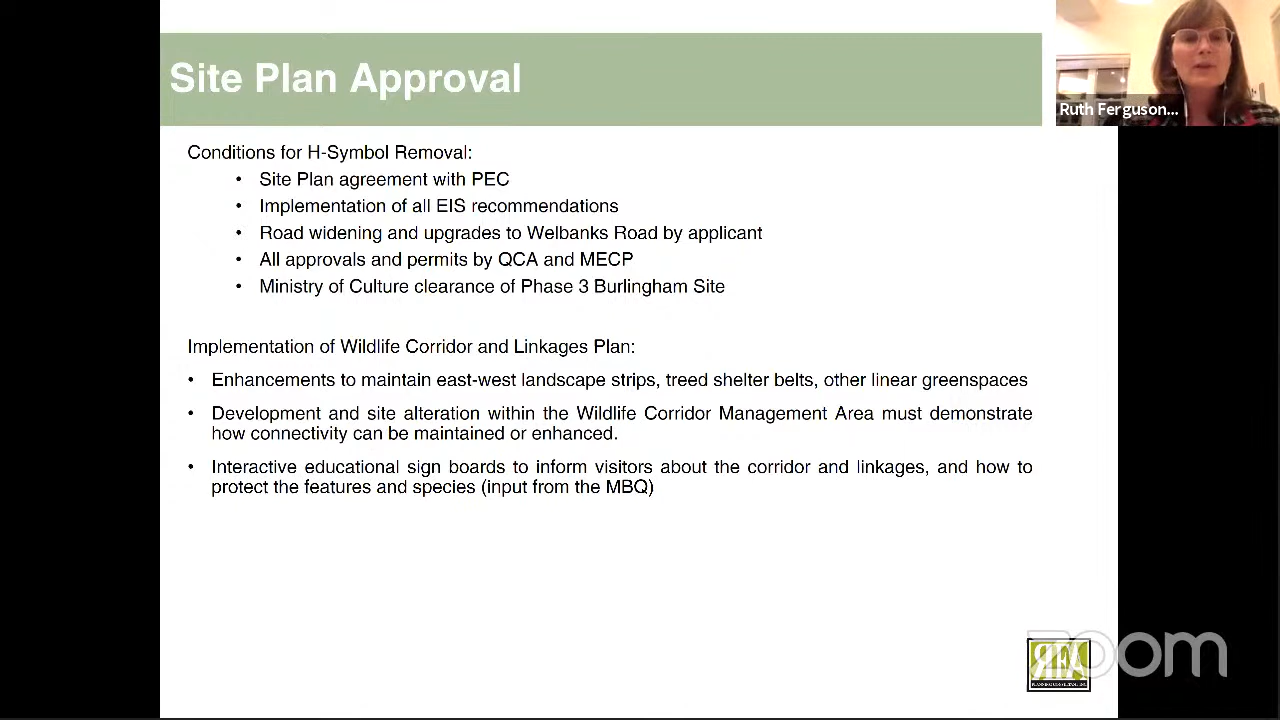 Site Plan Approval
Ruth Ferguson...
Conditions for H-Symbol Removal:
• Site Plan agreement with PEC
• Implementation of all EIS recommendations
• Road widening and upgrades to Welbanks Road by applicant
• All approvals and permits by QCA and MECP
• Ministry of Culture clearance of Phase 3 Burlingham Site
Implementation of Wildlife Corridor and Linkages Plan:
• Enhancements to maintain east-west landscape strips, treed shelter belts, other linear greenspaces
• Development and site alteration within the Wildlife Corridor Management Area must demonstrate
how connectivity can be maintained or enhanced.
• Interactive educational sign boards to inform visitors about the corridor and linkages, and how to
protect the features and species (input from the MBQ)
zoom